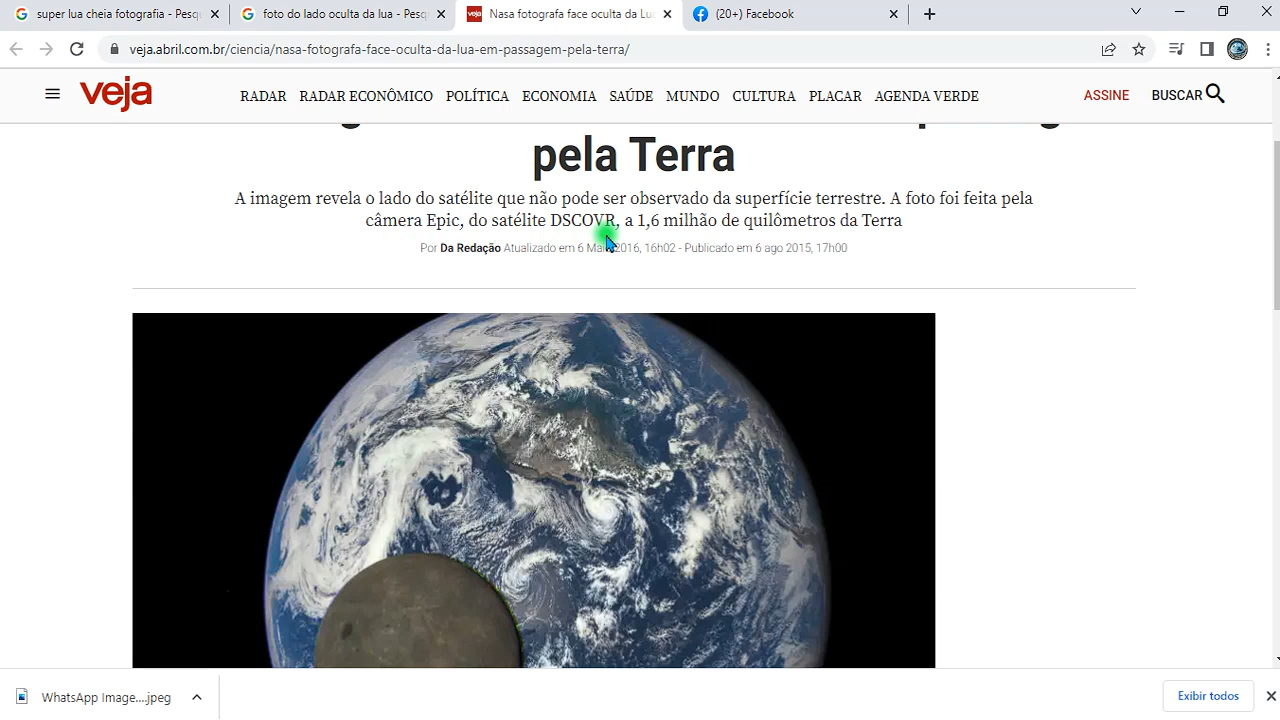 super lua cheia fotografia - Pesq
foto do lado oculta da lua - Pesq
Nasa fotografa face oculta da Lu
(20+) Facebook
veja.abril.com.br/ciencia/nasa-fotografa-face-oculta-da-lua-em-passagem-pela-terra/
veja
RADAR RADAR ECONÔMICO POLÍTICA ECONOMIA SAÚDE MUNDO CULTURA PLACAR AGENDA VERDE
ASSINE BUSCAR
pela Terra
A imagem revela o lado do satélite que não pode ser observado da superfície terrestre. A foto foi feita pela
câmera Epic, do satélite DSCOVR, a 1,6 milhão de quilômetros da Terra
Por Da Redação Atualizado em 6 Maio 2016, 16h02 - Publicado em 6 ago 2015, 17h00
WhatsApp Image....jpeg
Exibir todos